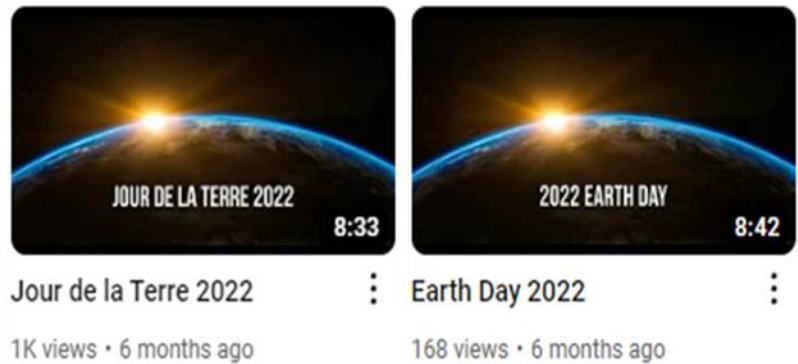 JOUR DE LA TERRE 2022
8:33
Jour de la Terre 2022
1K views • 6 months ago
2022 EARTH DAY
8:42
Earth Day 2022
168 views • 6 months ago